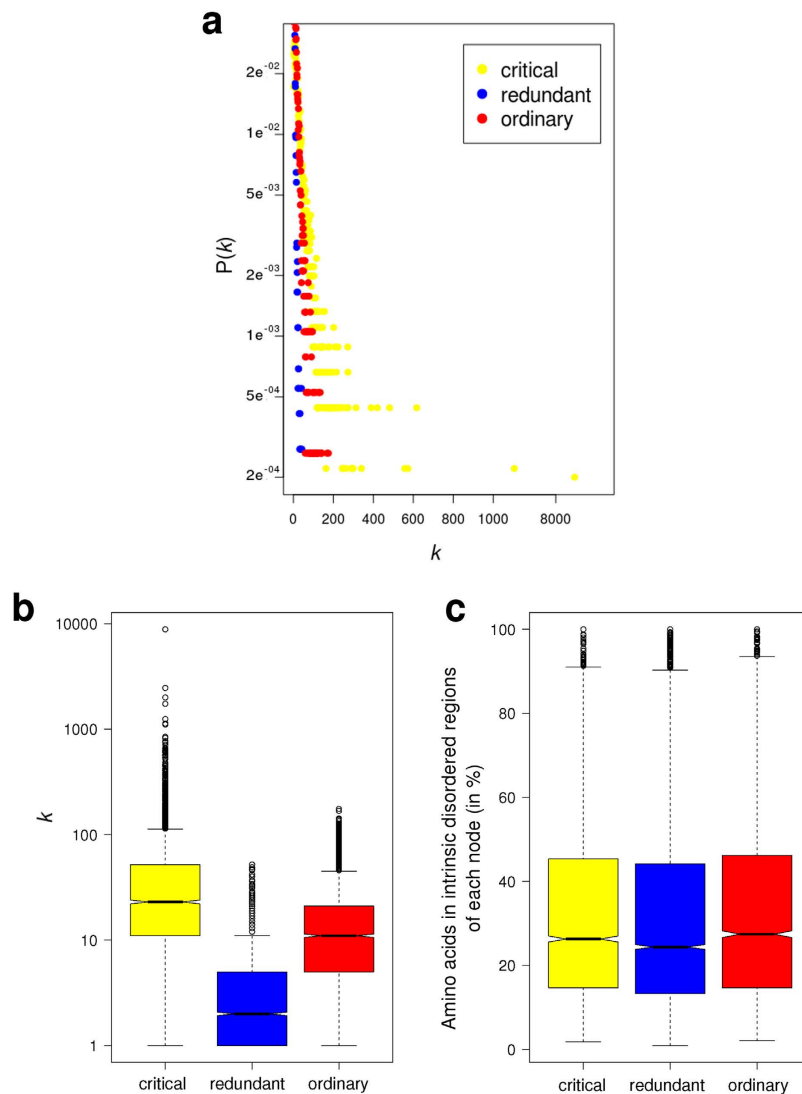 a
critical
redundant
ordinary
P(k)
2e-02
1e-02
5e-03
2e-03
1e-03
5e-04
2e-04
0 200 400 600 1000 8000
k
b
k
10000
1000
100
10
1
critical redundant ordinary
c
Amino acids in intrinsic disordered regions
of each node (in %)
100
80
60
40
20
0
critical redundant ordinary